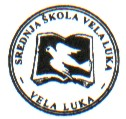 SREDNJA ŠKOLA VELA LUKA
- VELA LUKA -